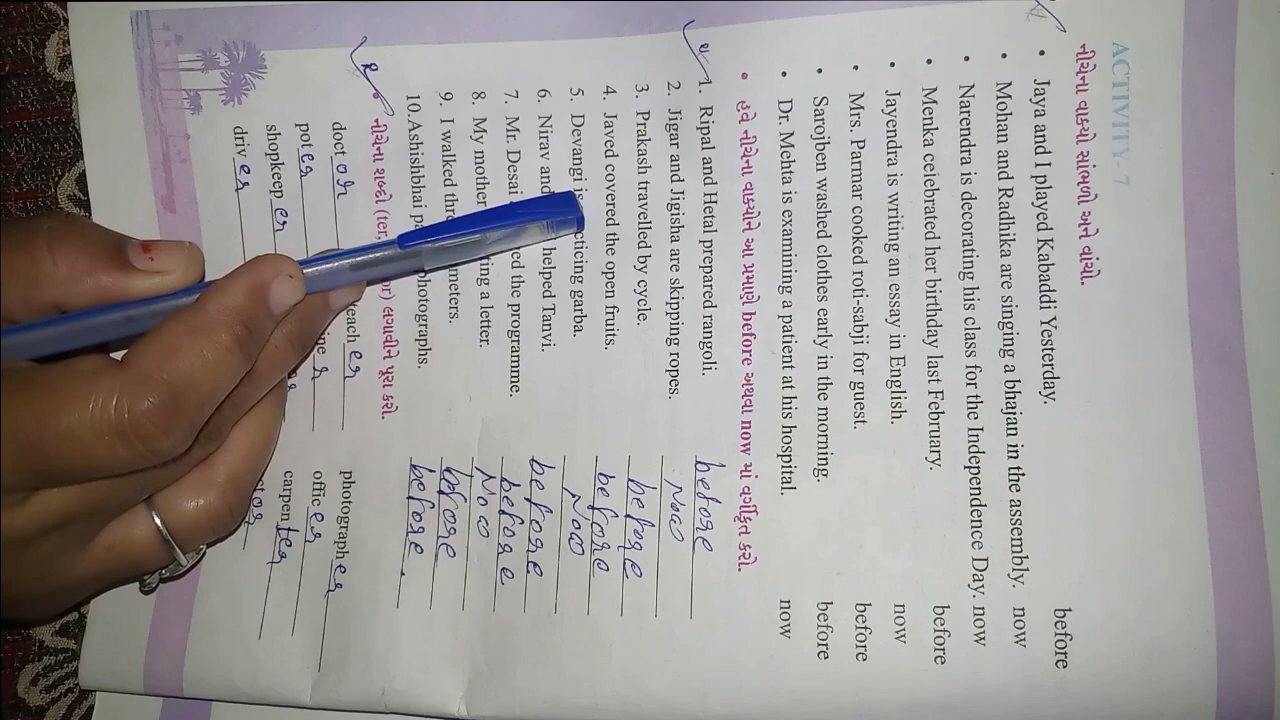 ACTIVITY- 7
નીચેના વાક્યો સાંભળો અને વાંચો.
• Jaya and I played Kabaddi Yesterday. before
• Mohan and Radhika are singing a bhajan in the assembly. now
• Narendra is decorating his class for the Independence Day. now
• Menka celebrated her birthday last February. before
• Jayendra is writing an essay in English. now
• Mrs. Parmar cooked roti-sabji for guest. before
• Sarojben washed clothes early in the morning. before
• Dr. Mehta is examining a patient at his hospital. now
• હવે નીચેના વાક્યોને આ પ્રમાણે before અથવા now માં વર્ગીકૃત કરો.
1. Ripal and Hetal prepared rangoli. before
2. Jigar and Jigisha are skipping ropes. Now
3. Prakash travelled by cycle. before
4. Javed covered the open fruits. before
5. Devangi is cticing garba. Now
6. Nirav and helped Tanvi. before
7. Mr. Desai ed the programme. before
8. My mother ting a letter. Now
9. I walked meters. before
10. Ashishbhai photographs. before.
નીચેના શબ્દો (ter, or) લગાવીને પૂરા કરો.
doctor teacher photographer
poter officer
shopkeeper carpenter
driver